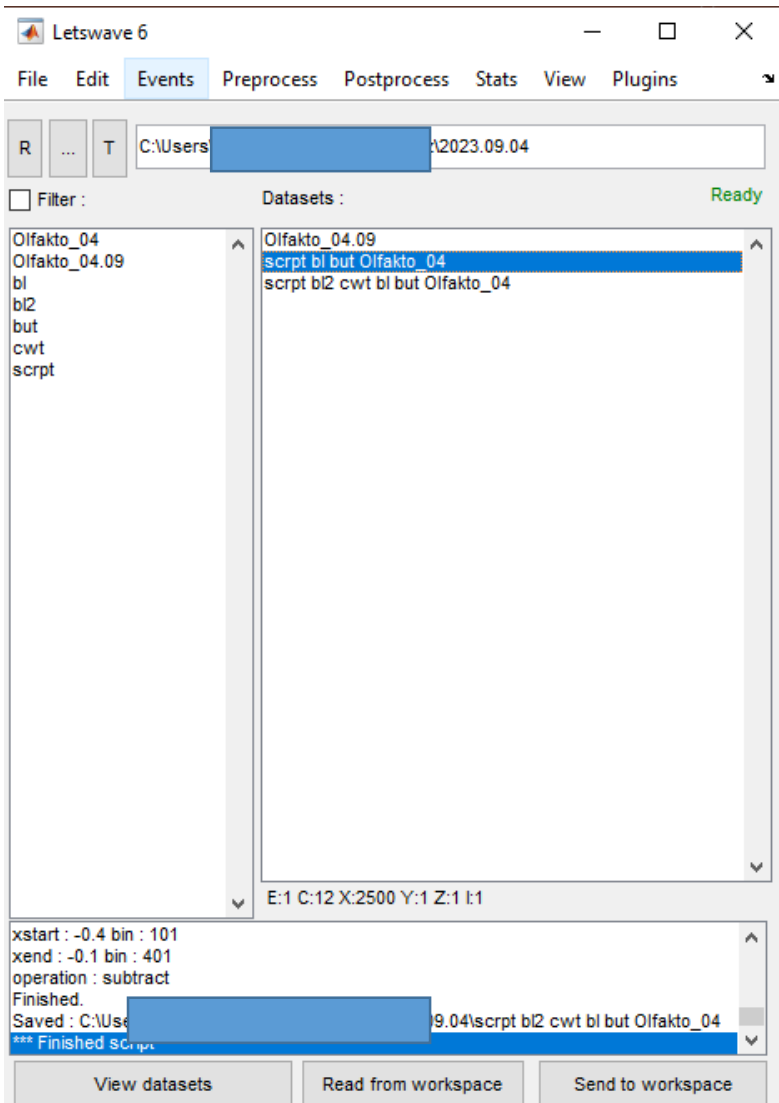 Letswave 6
File Edit Events Preprocess Postprocess Stats View Plugins
R ... T C:\Users\2023.09.04
Filter : Datasets : Ready
Olfakto_04
Olfakto_04.09
bl
bl2
but
cwt
scrpt
Olfakto_04.09
scrpt bl but Olfakto_04
scrpt bl2 cwt bl but Olfakto_04
E:1 C:12 X:2500 Y:1 Z:1 I:1
xstart : -0.4 bin : 101
xend : -0.1 bin : 401
operation : subtract
Finished.
Saved : C:\Use 9.04\scrpt bl2 cwt bl but Olfakto_04
*** Finished script
View datasets Read from workspace Send to workspace